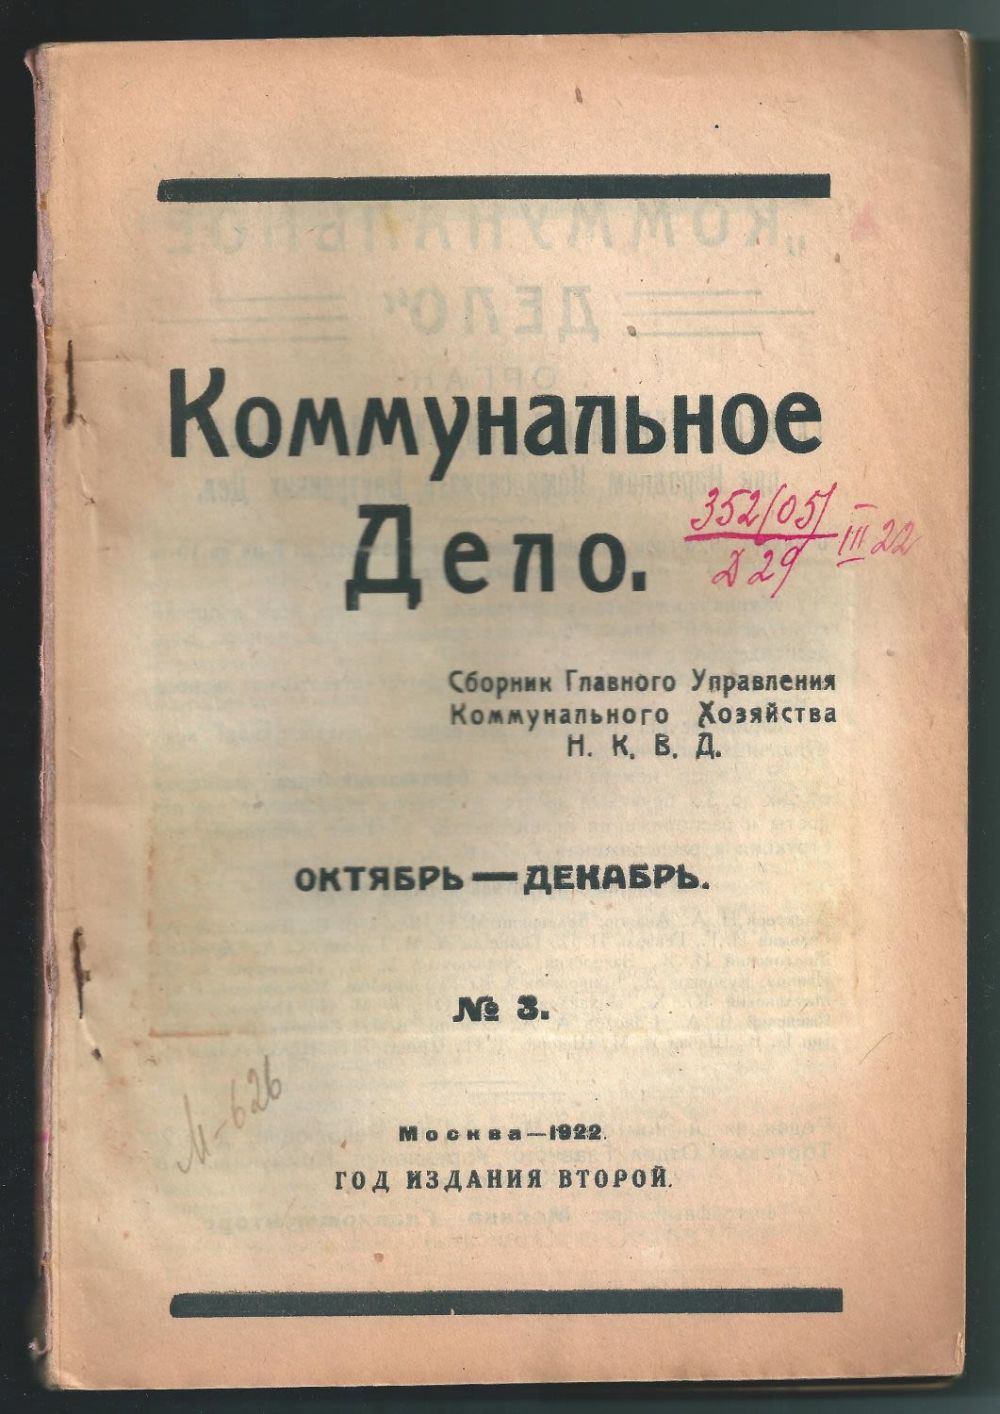 Коммунальное
Дело.
352(05)
Д29
III 22
Сборник Главного Управления
Коммунального Хозяйства
Н. К. В. Д.
ОКТЯБРЬ — ДЕКАБРЬ.
№ 3.
М-626
Москва—1922.
ГОД ИЗДАНИЯ ВТОРОЙ.